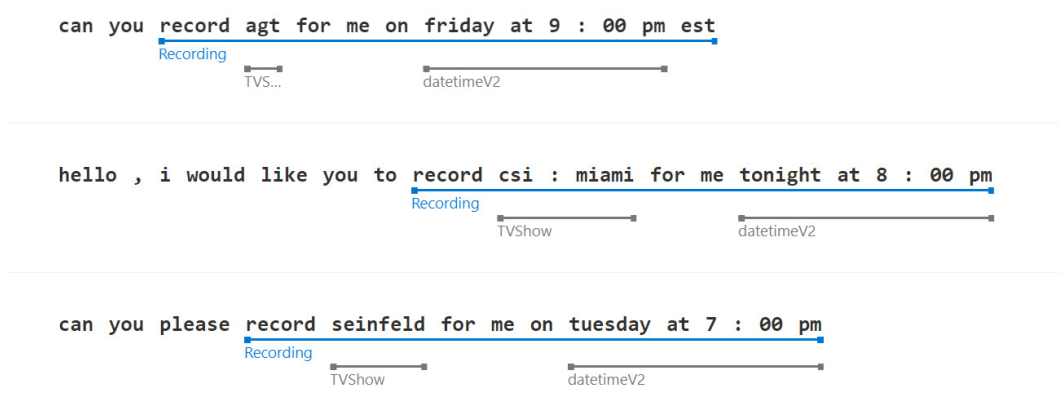 can you record agt for me on friday at 9 : 00 pm est
Recording
TVS... datetimeV2
hello , i would like you to record csi : miami for me tonight at 8 : 00 pm
Recording
TVShow datetimeV2
can you please record seinfeld for me on tuesday at 7 : 00 pm
Recording
TVShow datetimeV2